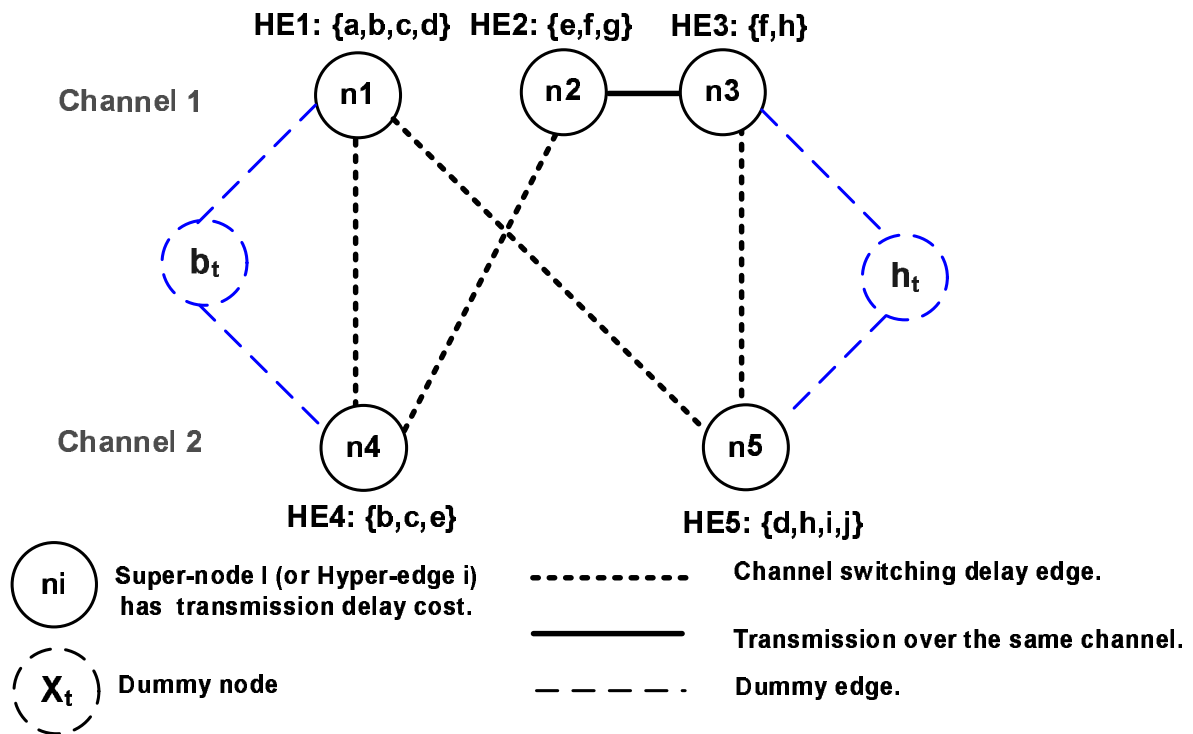 HE1: {a,b,c,d} HE2: {e,f,g} HE3: {f,h}
Channel 1
n1 n2 n3
bt ht
Channel 2
n4 n5
HE4: {b,c,e} HE5: {d,h,i,j}
ni
Super-node I (or Hyper-edge i)
has transmission delay cost.
Channel switching delay edge.
Transmission over the same channel.
Xt Dummy node
Dummy edge.